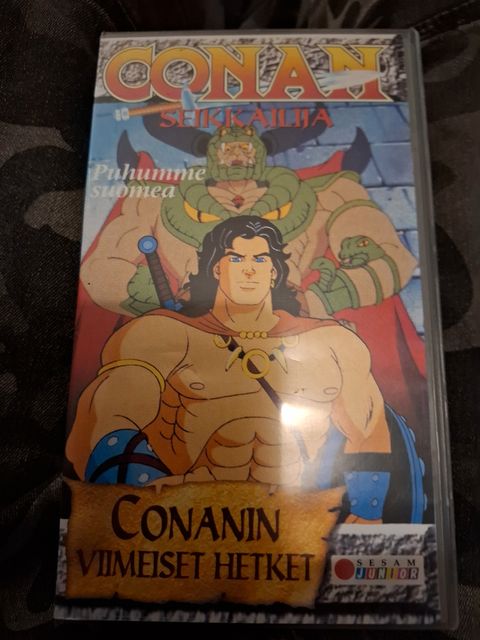 CONAN
SEIKKAILIJA
Puhumme
suomea
CONANIN
VIIMEISET HETKET
SESAM
JUNIOR